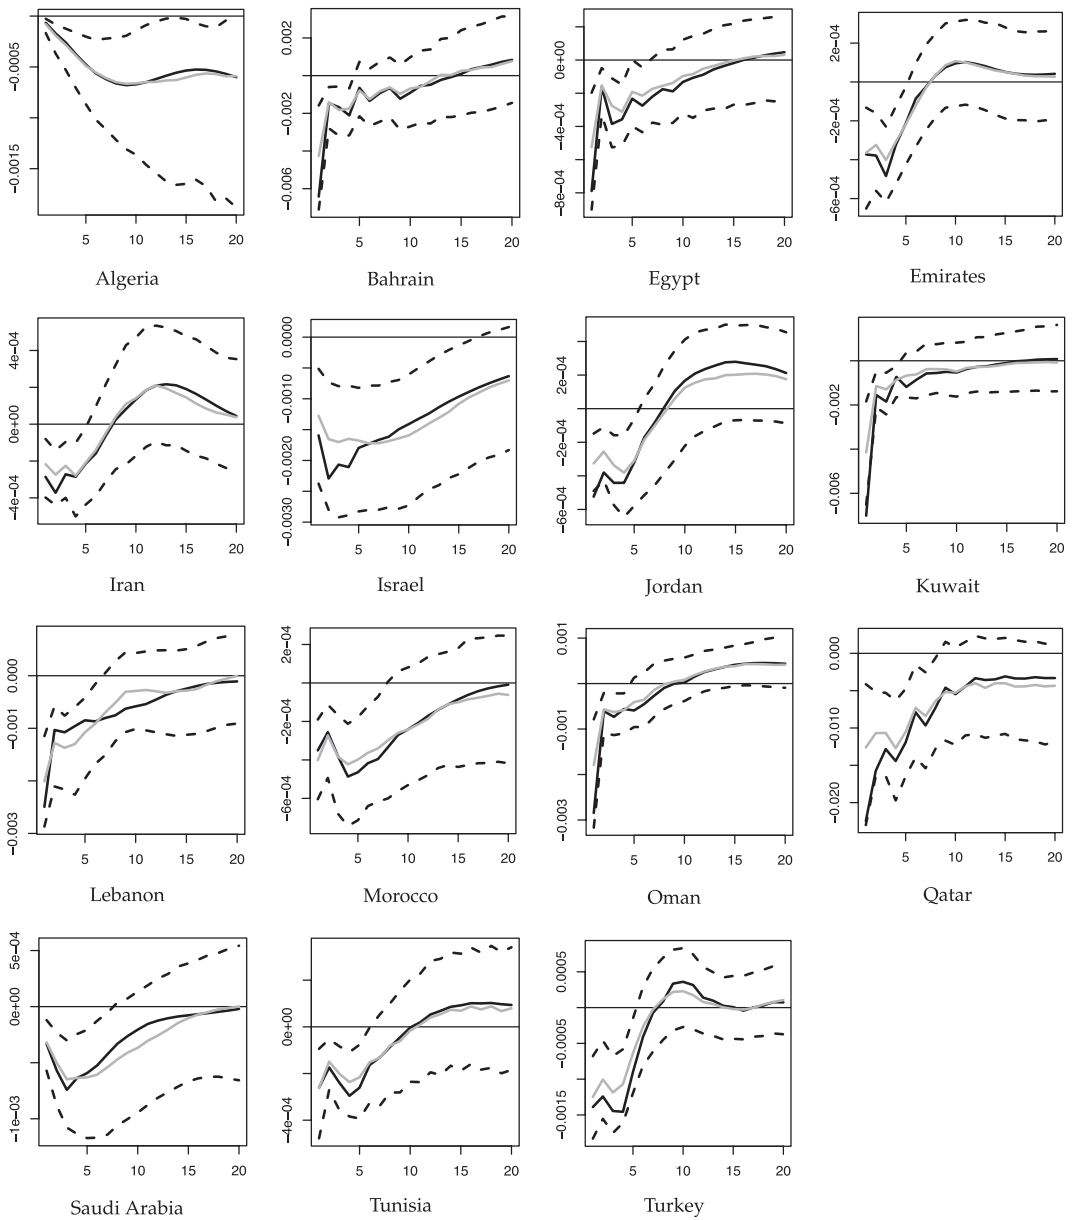 -0.0005
-0.0015
5 10 15 20
Algeria
0.002
-0.002
-0.006
5 10 15 20
Bahrain
0e+00
-4e-04
-8e-04
5 10 15 20
Egypt
2e-04
-2e-04
-6e-04
5 10 15 20
Emirates
4e-04
0e+00
-4e-04
5 10 15 20
Iran
0.0000
-0.0010
-0.0020
-0.0030
5 10 15 20
Israel
2e-04
-2e-04
-6e-04
5 10 15 20
Jordan
-0.002
-0.006
5 10 15 20
Kuwait
0.000
-0.001
-0.003
5 10 15 20
Lebanon
2e-04
-2e-04
-6e-04
5 10 15 20
Morocco
0.001
-0.001
-0.003
5 10 15 20
Oman
0.000
-0.010
-0.020
5 10 15 20
Qatar
5e-04
0e+00
-1e-03
5 10 15 20
Saudi Arabia
0e+00
-4e-04
5 10 15 20
Tunisia
0.0005
-0.0005
-0.0015
5 10 15 20
Turkey